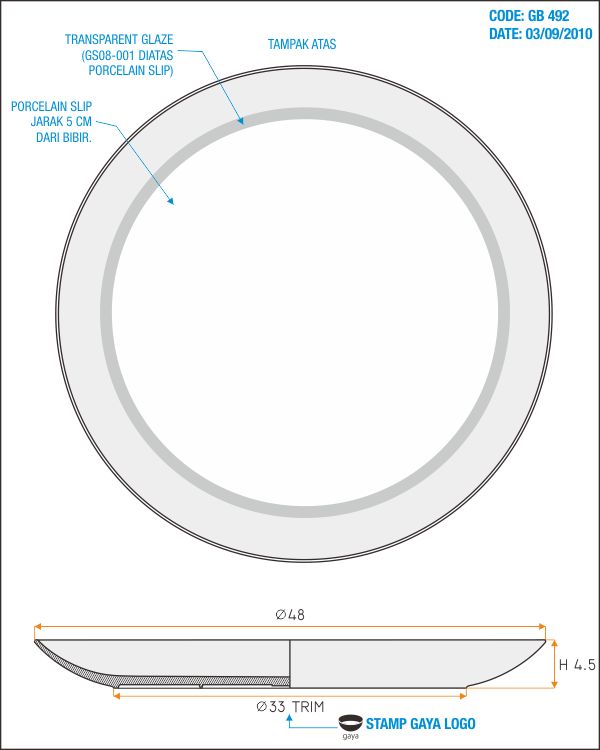 CODE: GB 492
DATE: 03/09/2010
TRANSPARENT GLAZE
(GS08-001 DIATAS
PORCELAIN SLIP)
TAMPAK ATAS
PORCELAIN SLIP
JARAK 5 CM
DARI BIBIR.
Ø48
H 4.5
Ø33 TRIM
gaya
STAMP GAYA LOGO